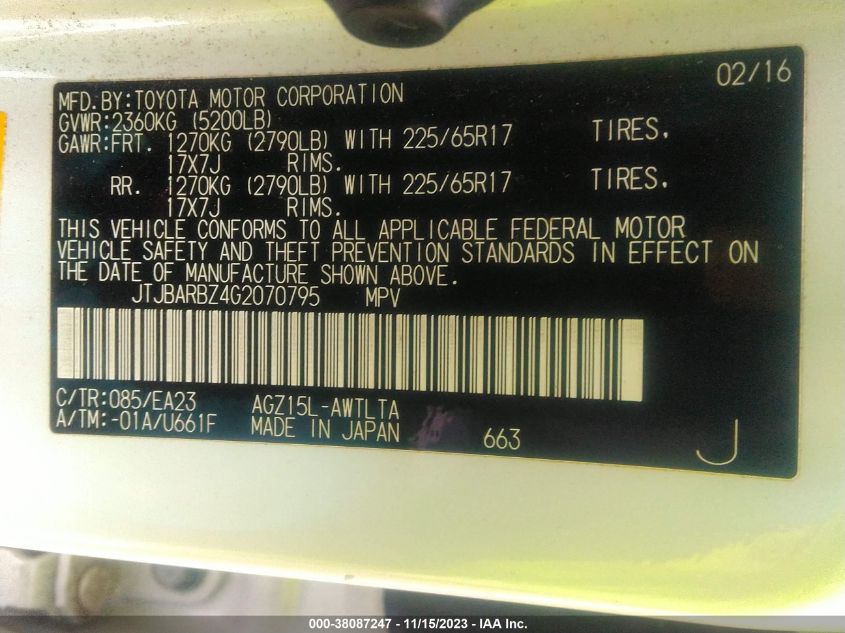 02/16
MFD.BY:TOYOTA MOTOR CORPORATION
GVWR:2360KG (5200LB)
GAWR:FRT. 1270KG (2790LB) WITH 225/65R17 TIRES.
17X7J RIMS.
RR. 1270KG (2790LB) WITH 225/65R17 TIRES.
17X7J RIMS.
THIS VEHICLE CONFORMS TO ALL APPLICABLE FEDERAL MOTOR
VEHICLE SAFETY AND THEFT PREVENTION STANDARDS IN EFFECT ON
THE DATE OF MANUFACTURE SHOWN ABOVE.
JTJBARBZ4G2070795 MPV
C/TR:085/EA23 AGZ15L-AWTLTA
A/TM:-01A/U661F MADE IN JAPAN 663 J
000-38087247 - 11/15/2023 - IAA Inc.